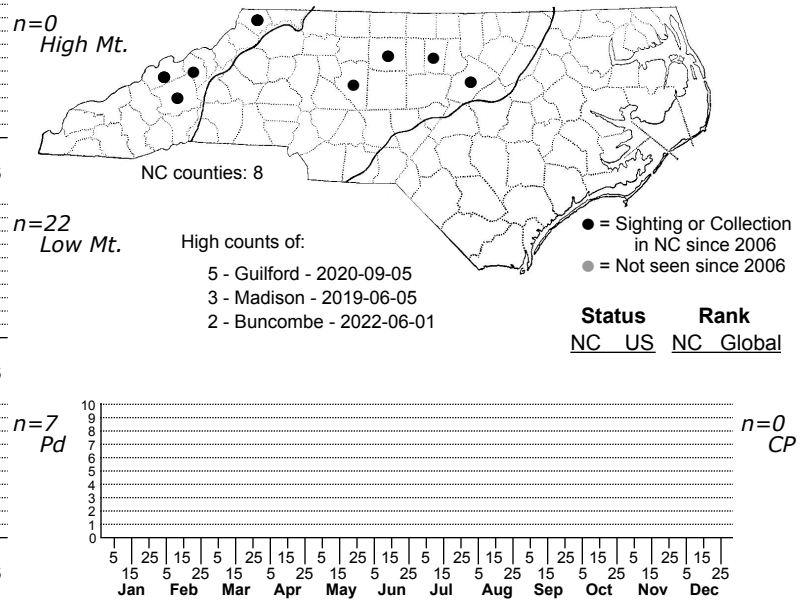 n=0
High Mt.
NC counties: 8
n=22
Low Mt.
High counts of:
5 - Guilford - 2020-09-05
3 - Madison - 2019-06-05
2 - Buncombe - 2022-06-01
= Sighting or Collection
in NC since 2006
= Not seen since 2006
Status Rank
NC US NC Global
n=7
Pd
10
9
8
7
6
5
4
3
2
1
0
n=0
CP
5 25 15 5 25 15 5 25 15 5 25 15 5 25 15 5 25 15
15 5 25 15 5 25 15 5 25 15 5 25 15 5 25 15 5 25
Jan Feb Mar Apr May Jun Jul Aug Sep Oct Nov Dec